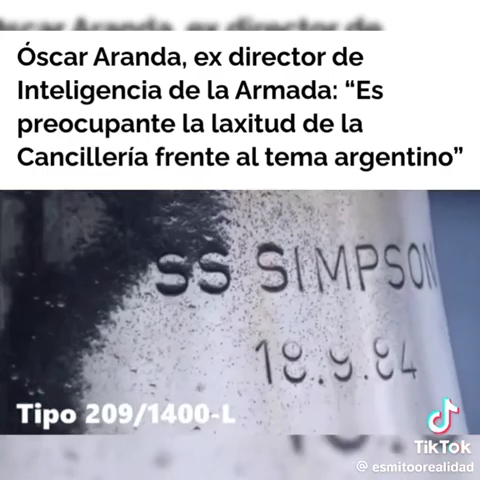 Óscar Aranda, ex director de
Inteligencia de la Armada: “Es
preocupante la laxitud de la
Cancillería frente al tema argentino”
SS SIMPSON
18.9.84
Tipo 209/1400-L
TikTok
@ esmitoorealidad